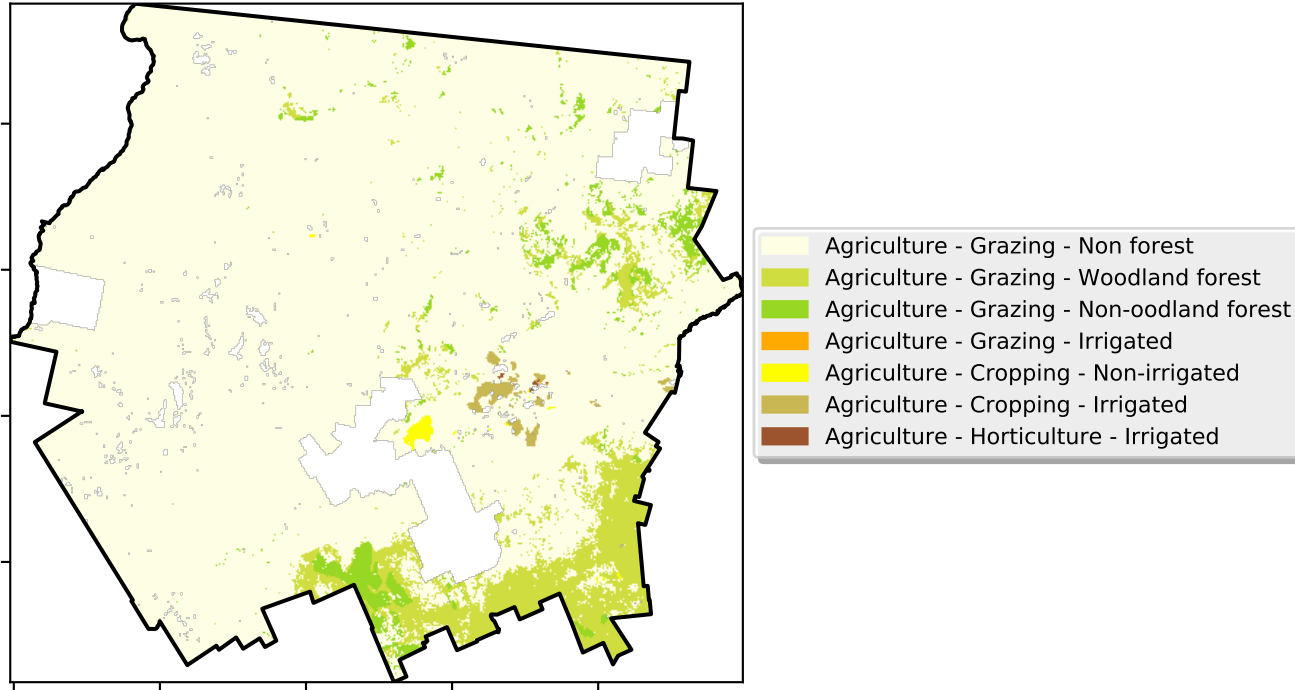 Agriculture - Grazing - Non forest
Agriculture - Grazing - Woodland forest
Agriculture - Grazing - Non-oodland forest
Agriculture - Grazing - Irrigated
Agriculture - Cropping - Non-irrigated
Agriculture - Cropping - Irrigated
Agriculture - Horticulture - Irrigated